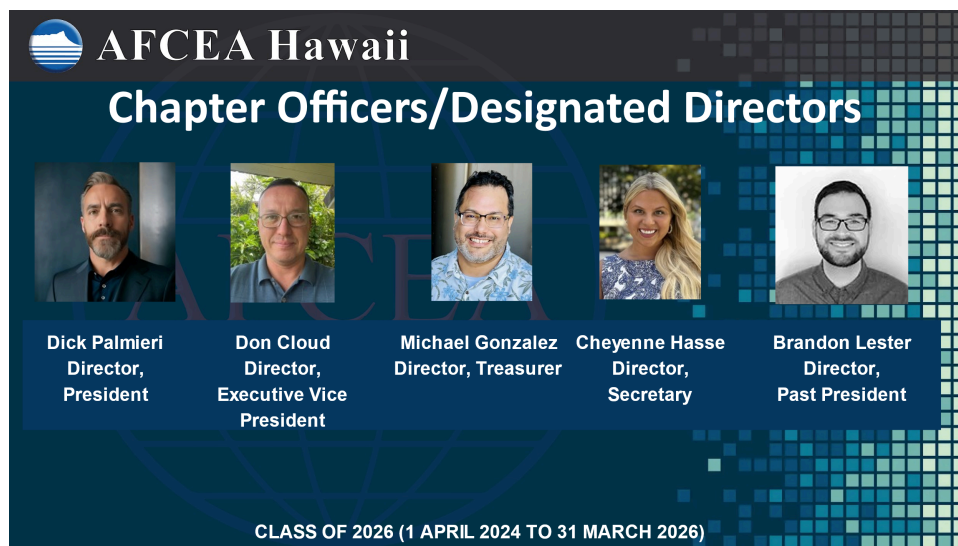 AFCEA Hawaii
Chapter Officers/Designated Directors
AFCEA
Dick Palmieri
Director,
President
Don Cloud
Director,
Executive Vice
President
Michael Gonzalez
Director, Treasurer
Cheyenne Hasse
Director,
Secretary
Brandon Lester
Director,
Past President
CLASS OF 2026 (1 APRIL 2024 TO 31 MARCH 2026)